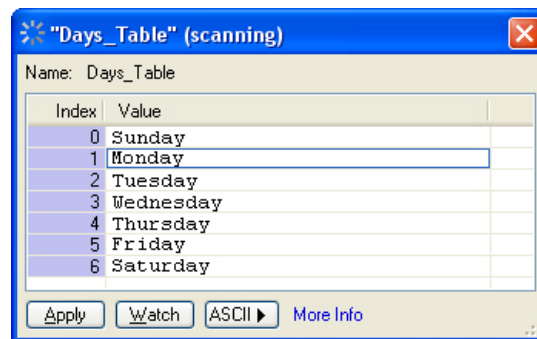 "Days_Table" (scanning)
Name: Days_Table
Index Value
0 Sunday
1 Monday
2 Tuesday
3 Wednesday
4 Thursday
5 Friday
6 Saturday
Apply Watch ASCII More Info